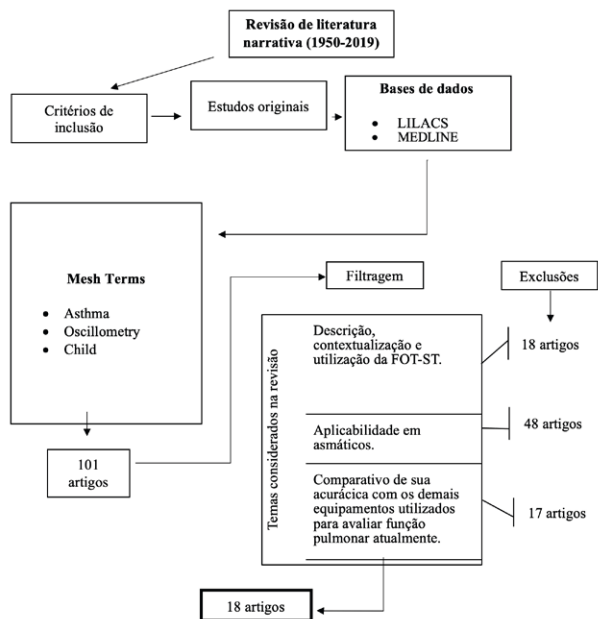 Revisão de literatura
narrativa (1950-2019)
Critérios de
inclusão
Estudos originais
Bases de dados
• LILACS
• MEDLINE
Mesh Terms
• Asthma
• Oscillometry
• Child
101
artigos
Filtragem
Exclusões
Temas considerados na revisão
Descrição,
contextualização e
utilização da FOT-ST.
18 artigos
Aplicabilidade em
asmáticos.
48 artigos
Comparativo de sua
acurácica com os demais
equipamentos utilizados
para avaliar função
pulmonar atualmente.
17 artigos
18 artigos